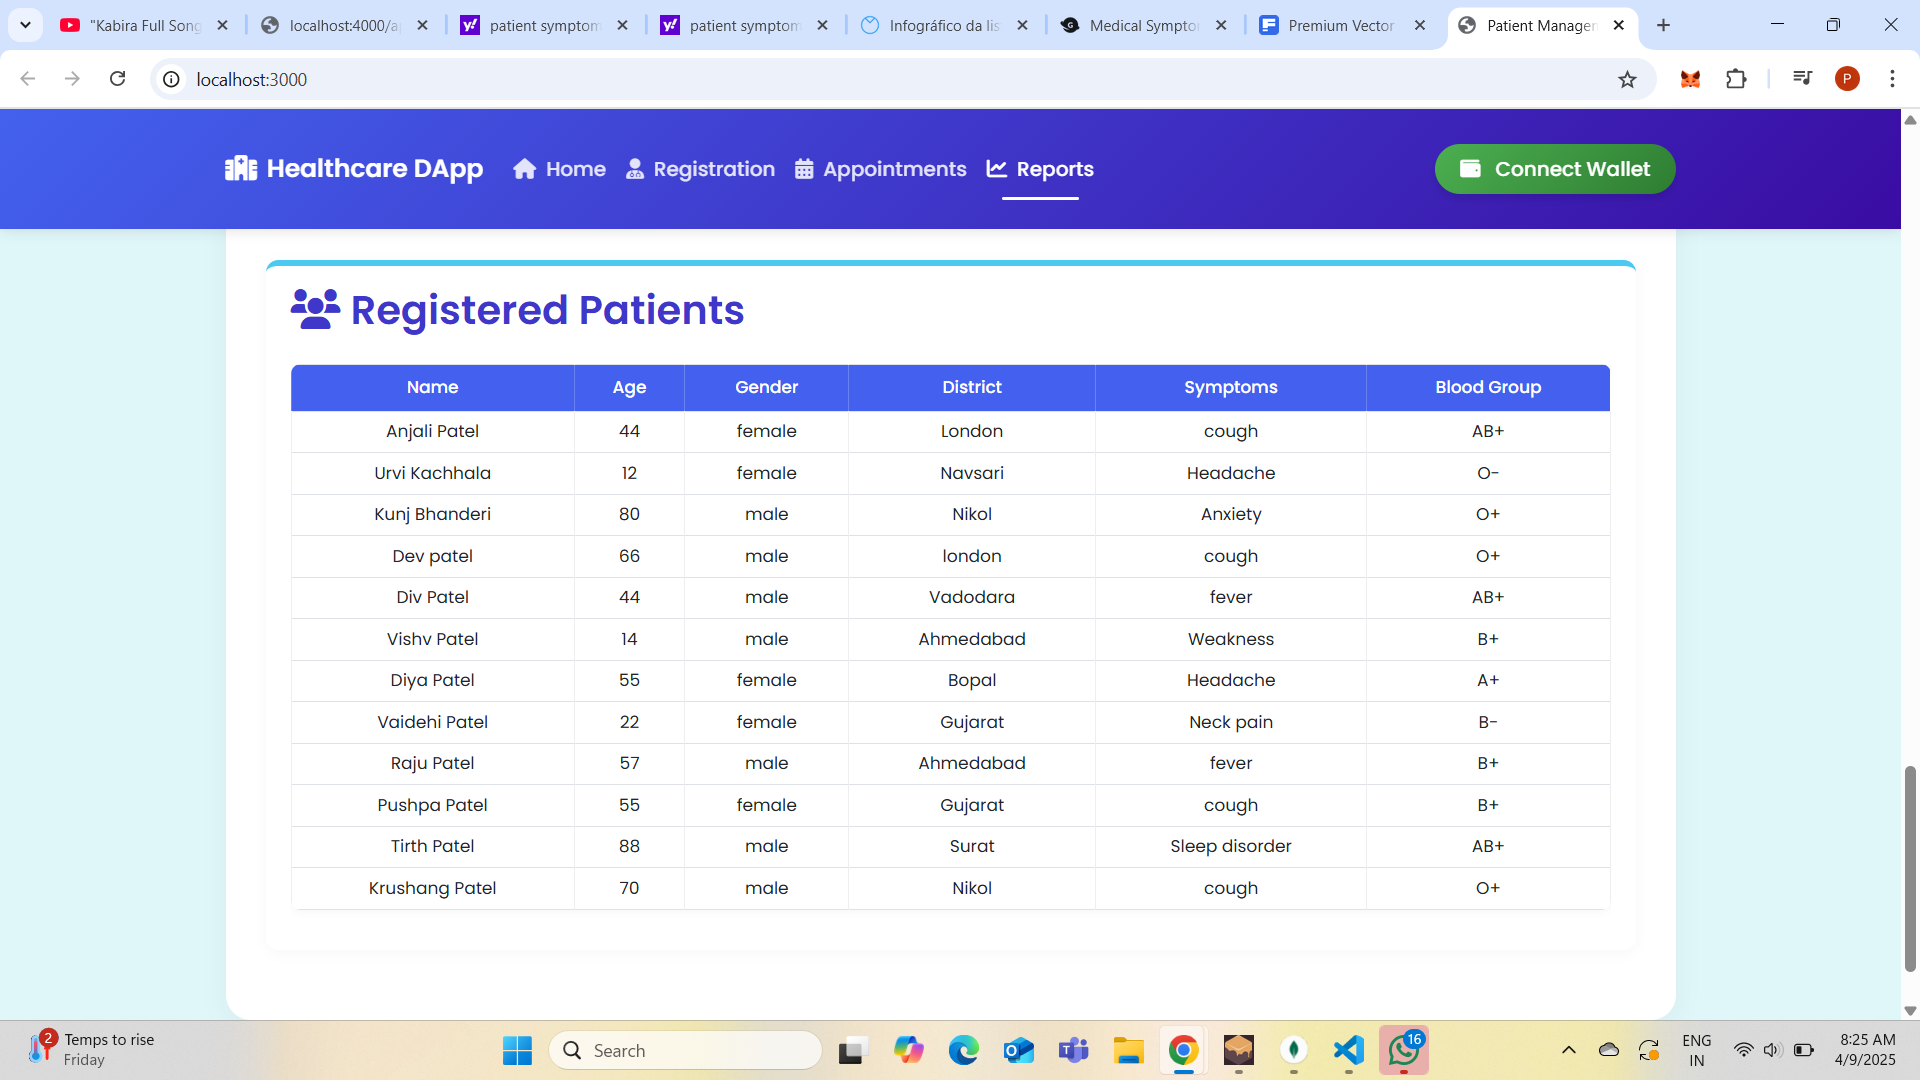 "Kabira Full Song
localhost:4000/a
patient symptom
patient symptom
Infográfico da lis
Medical Sympto
Premium Vector
Patient Manager
localhost:3000
P
Healthcare DApp
Home
Registration
Appointments
Reports
Connect Wallet
Registered Patients
Name Age Gender District Symptoms Blood Group
Anjali Patel 44 female London cough AB+
Urvi Kachhala 12 female Navsari Headache O-
Kunj Bhanderi 80 male Nikol Anxiety O+
Dev patel 66 male london cough O+
Div Patel 44 male Vadodara fever AB+
Vishv Patel 14 male Ahmedabad Weakness B+
Diya Patel 55 female Bopal Headache A+
Vaidehi Patel 22 female Gujarat Neck pain B-
Raju Patel 57 male Ahmedabad fever B+
Pushpa Patel 55 female Gujarat cough B+
Tirth Patel 88 male Surat Sleep disorder AB+
Krushang Patel 70 male Nikol cough O+
2
Temps to rise
Friday
Search
16
ENG
IN
8:25 AM
4/9/2025